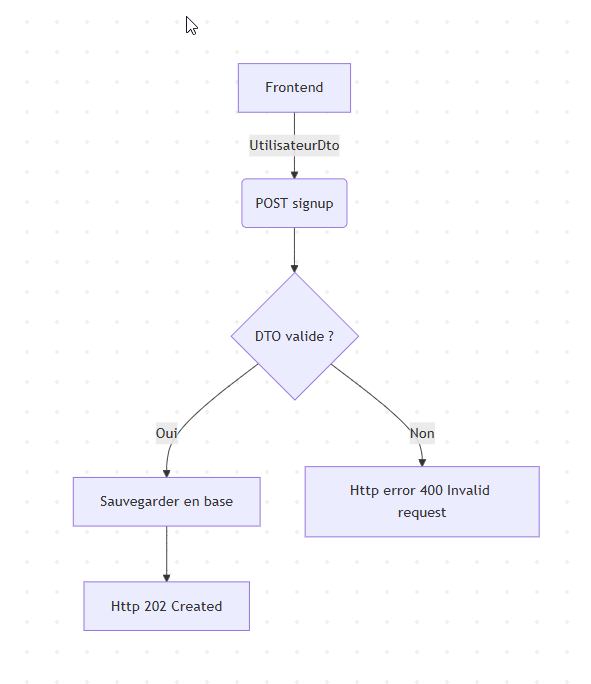 Frontend
UtilisateurDto
POST signup
DTO valide ?
Oui
Non
Sauvegarder en base
Http error 400 Invalid
request
Http 202 Created